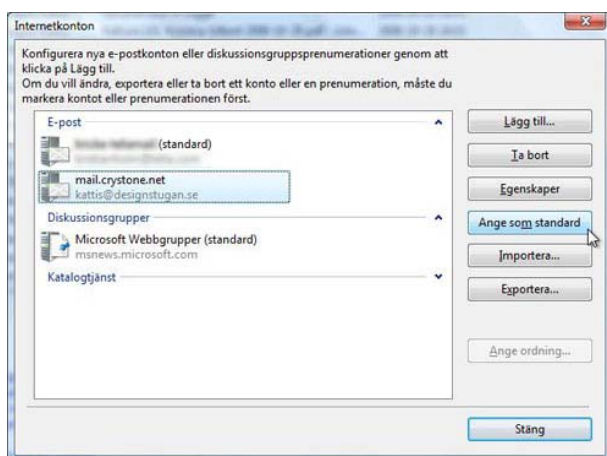 Internetkonton
Konfigurera nya e-postkonton eller diskussionsgruppsprenumerationer genom att
klicka på Lägg till.
Om du vill ändra, exportera eller ta bort ett konto eller en prenumeration, måste du
markera kontot eller prenumerationen först.
E-post
(standard)
mail.crystone.net
kattis@designstugan.se
Diskussionsgrupper
Microsoft Webbgrupper (standard)
msnews.microsoft.com
Katalogtjänst
Lägg till...
Ta bort
Egenskaper
Ange som standard
Importera...
Exportera...
Ange ordning...
Stäng